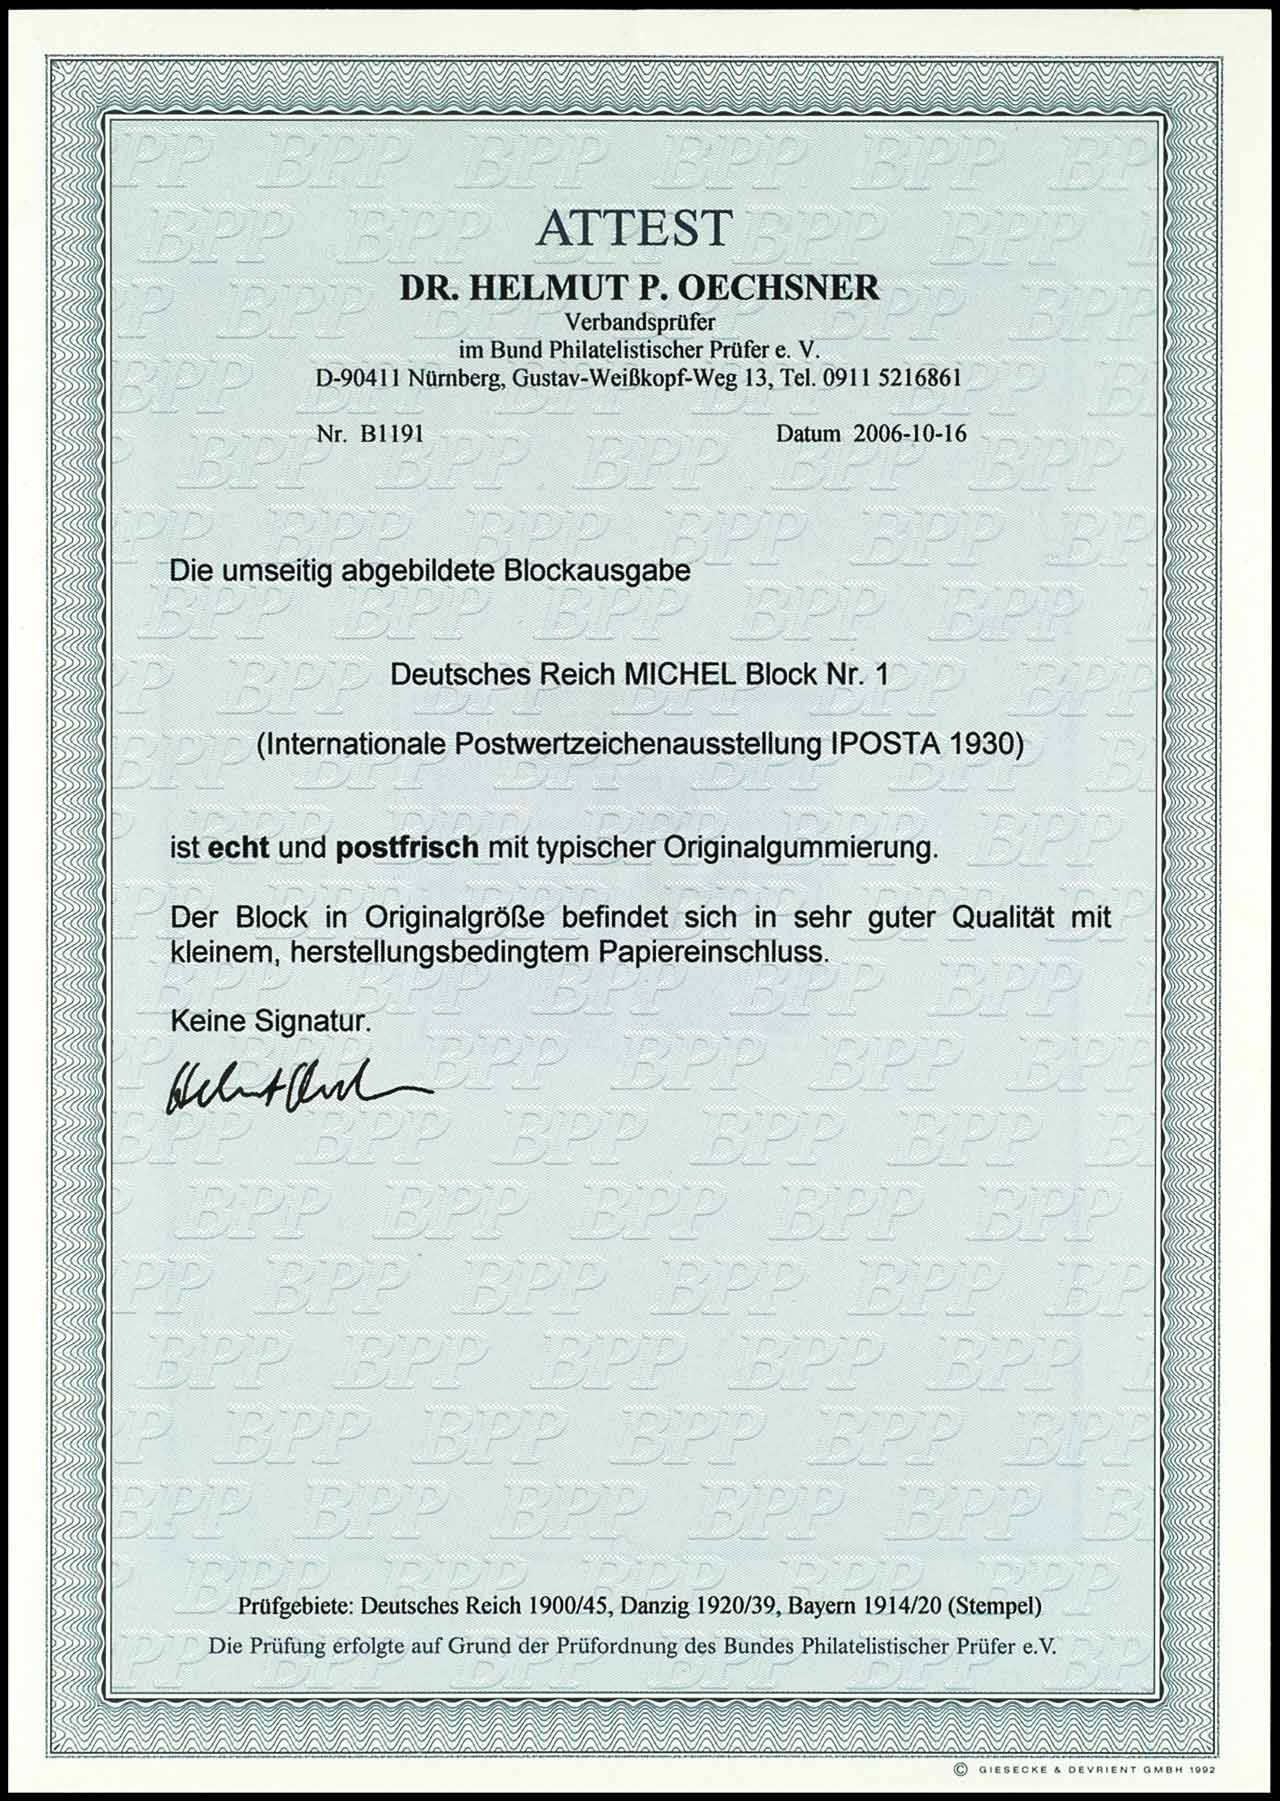 ATTEST
DR. HELMUT P. OECHSNER
Verbandsprüfer
im Bund Philatelistischer Prüfer e. V.
D-90411 Nürnberg, Gustav-Weißkopf-Weg 13, Tel. 0911 5216861
Nr. B1191 Datum 2006-10-16
Die umseitig abgebildete Blockausgabe
Deutsches Reich MICHEL Block Nr. 1
(Internationale Postwertzeichenausstellung IPOSTA 1930)
ist echt und postfrisch mit typischer Originalgummierung.
Der Block in Originalgröße befindet sich in sehr guter Qualität mit
kleinem, herstellungsbedingtem Papiereinschluss.
Keine Signatur.
Prüfgebiete: Deutsches Reich 1900/45, Danzig 1920/39, Bayern 1914/20 (Stempel)
Die Prüfung erfolgte auf Grund der Prüfordnung des Bundes Philatelistischer Prüfer e.V.
© GIESECKE & DEVRIENT GMBH 1992